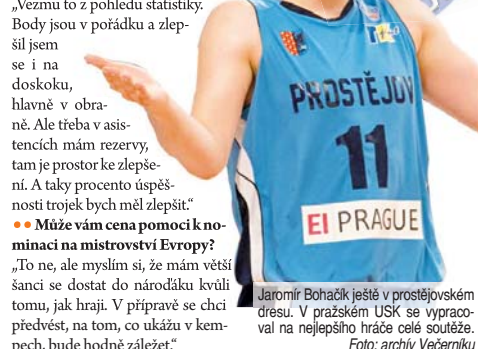 „Vezmu to z pohledu statistiky.
Body jsou v pořádku a zlep-
šil jsem
se i na
doskoku,
hlavně v obra-
ně. Ale třeba v asis-
tencích mám rezervy,
tam je prostor ke zlepše-
ní. A taky procento úspěš-
nosti trojek bych měl zlepšit.“
•• Může vám cena pomoci k no-
minaci na mistrovství Evropy?
„To ne, ale myslím si, že mám větší
šanci se dostat do nároďáku kvůli
tomu, jak hraji. V přípravě se chci
předvést, na tom, co ukážu v kem-
pech, bude hodně záležet.“
PROSTĚJOV
11
EI PRAGUE
Jaromír Bohačík ještě v prostějovském
dresu. V pražském USK se vypraco-
val na nejlepšího hráče celé soutěže.
Foto: archív Večerníku